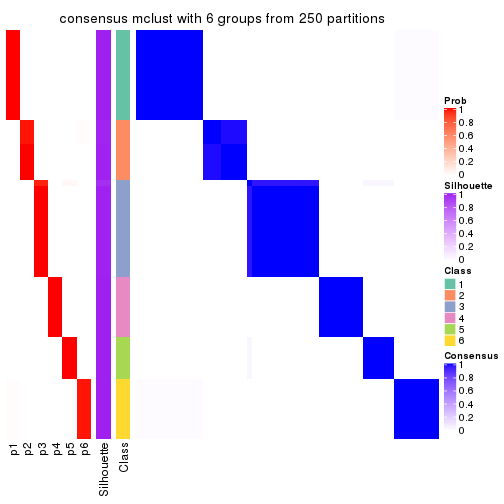 consensus mclust with 6 groups from 250 partitions
Prob
1
0.8
0.6
0.4
0.2
0
Silhouette
1
0.8
0.6
0.4
0.2
0
Class
1
2
3
4
5
6
Consensus
1
0.8
0.6
0.4
0.2
0
p1
p2
p3
p4
p5
p6
Silhouette
Class